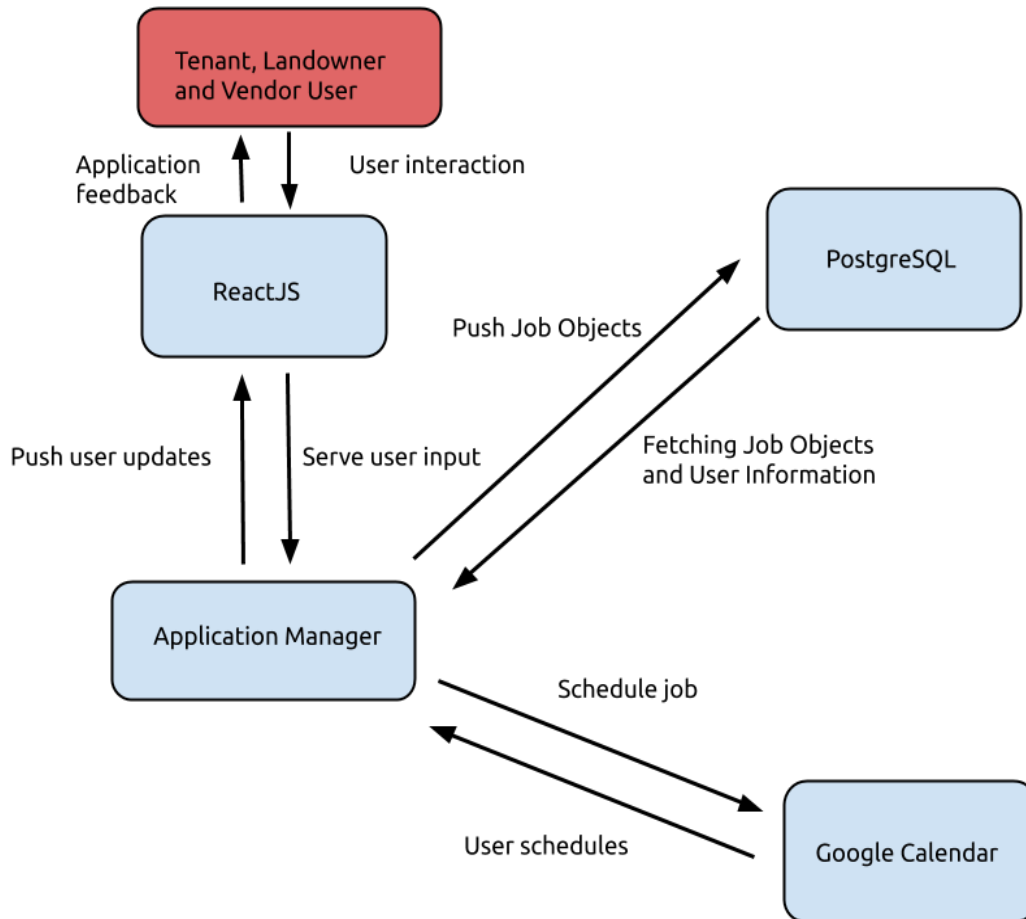 Tenant, Landowner
and Vendor User
Application
feedback
User interaction
ReactJS
PostgreSQL
Push Job Objects
Push user updates
Serve user input
Fetching Job Objects
and User Information
Application Manager
Schedule job
User schedules
Google Calendar